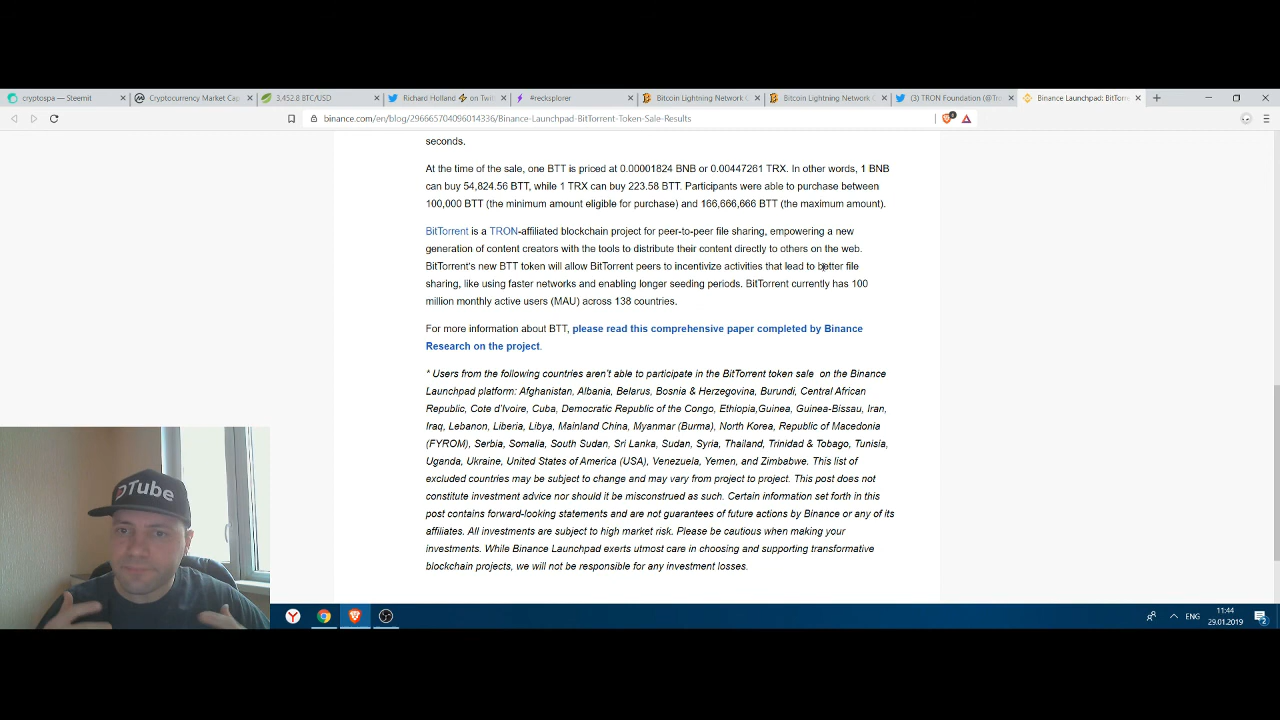 cryptospa — Steemit
Cryptocurrency Market Cap
3,452.8 BTC/USD
Richard Holland ⚡ on Twit
#recksplorer
Bitcoin Lightning Network
Bitcoin Lightning Network
(3) TRON Foundation (@Tr
Binance Launchpad: BitTorr
binance.com/en/blog/296665704096014336/Binance-Launchpad-BitTorrent-Token-Sale-Results
seconds.
At the time of the sale, one BTT is priced at 0.00001824 BNB or 0.00447261 TRX. In other words, 1 BNB
can buy 54,824.56 BTT, while 1 TRX can buy 223.58 BTT. Participants were able to purchase between
100,000 BTT (the minimum amount eligible for purchase) and 166,666,666 BTT (the maximum amount).
BitTorrent is a TRON-affiliated blockchain project for peer-to-peer file sharing, empowering a new
generation of content creators with the tools to distribute their content directly to others on the web.
BitTorrent's new BTT token will allow BitTorrent peers to incentivize activities that lead to better file
sharing, like using faster networks and enabling longer seeding periods. BitTorrent currently has 100
million monthly active users (MAU) across 138 countries.
For more information about BTT, please read this comprehensive paper completed by Binance
Research on the project.
* Users from the following countries aren't able to participate in the BitTorrent token sale on the Binance
Launchpad platform: Afghanistan, Albania, Belarus, Bosnia & Herzegovina, Burundi, Central African
Republic, Cote d'Ivoire, Cuba, Democratic Republic of the Congo, Ethiopia,Guinea, Guinea-Bissau, Iran,
Iraq, Lebanon, Liberia, Libya, Mainland China, Myanmar (Burma), North Korea, Republic of Macedonia
(FYROM), Serbia, Somalia, South Sudan, Sri Lanka, Sudan, Syria, Thailand, Trinidad & Tobago, Tunisia,
Uganda, Ukraine, United States of America (USA), Venezuela, Yemen, and Zimbabwe. This list of
excluded countries may be subject to change and may vary from project to project. This post does not
constitute investment advice nor should it be misconstrued as such. Certain information set forth in this
post contains forward-looking statements and are not guarantees of future actions by Binance or any of its
affiliates. All investments are subject to high market risk. Please be cautious when making your
investments. While Binance Launchpad exerts utmost care in choosing and supporting transformative
blockchain projects, we will not be responsible for any investment losses.
DTube
ENG
11:44
29.01.2019
2